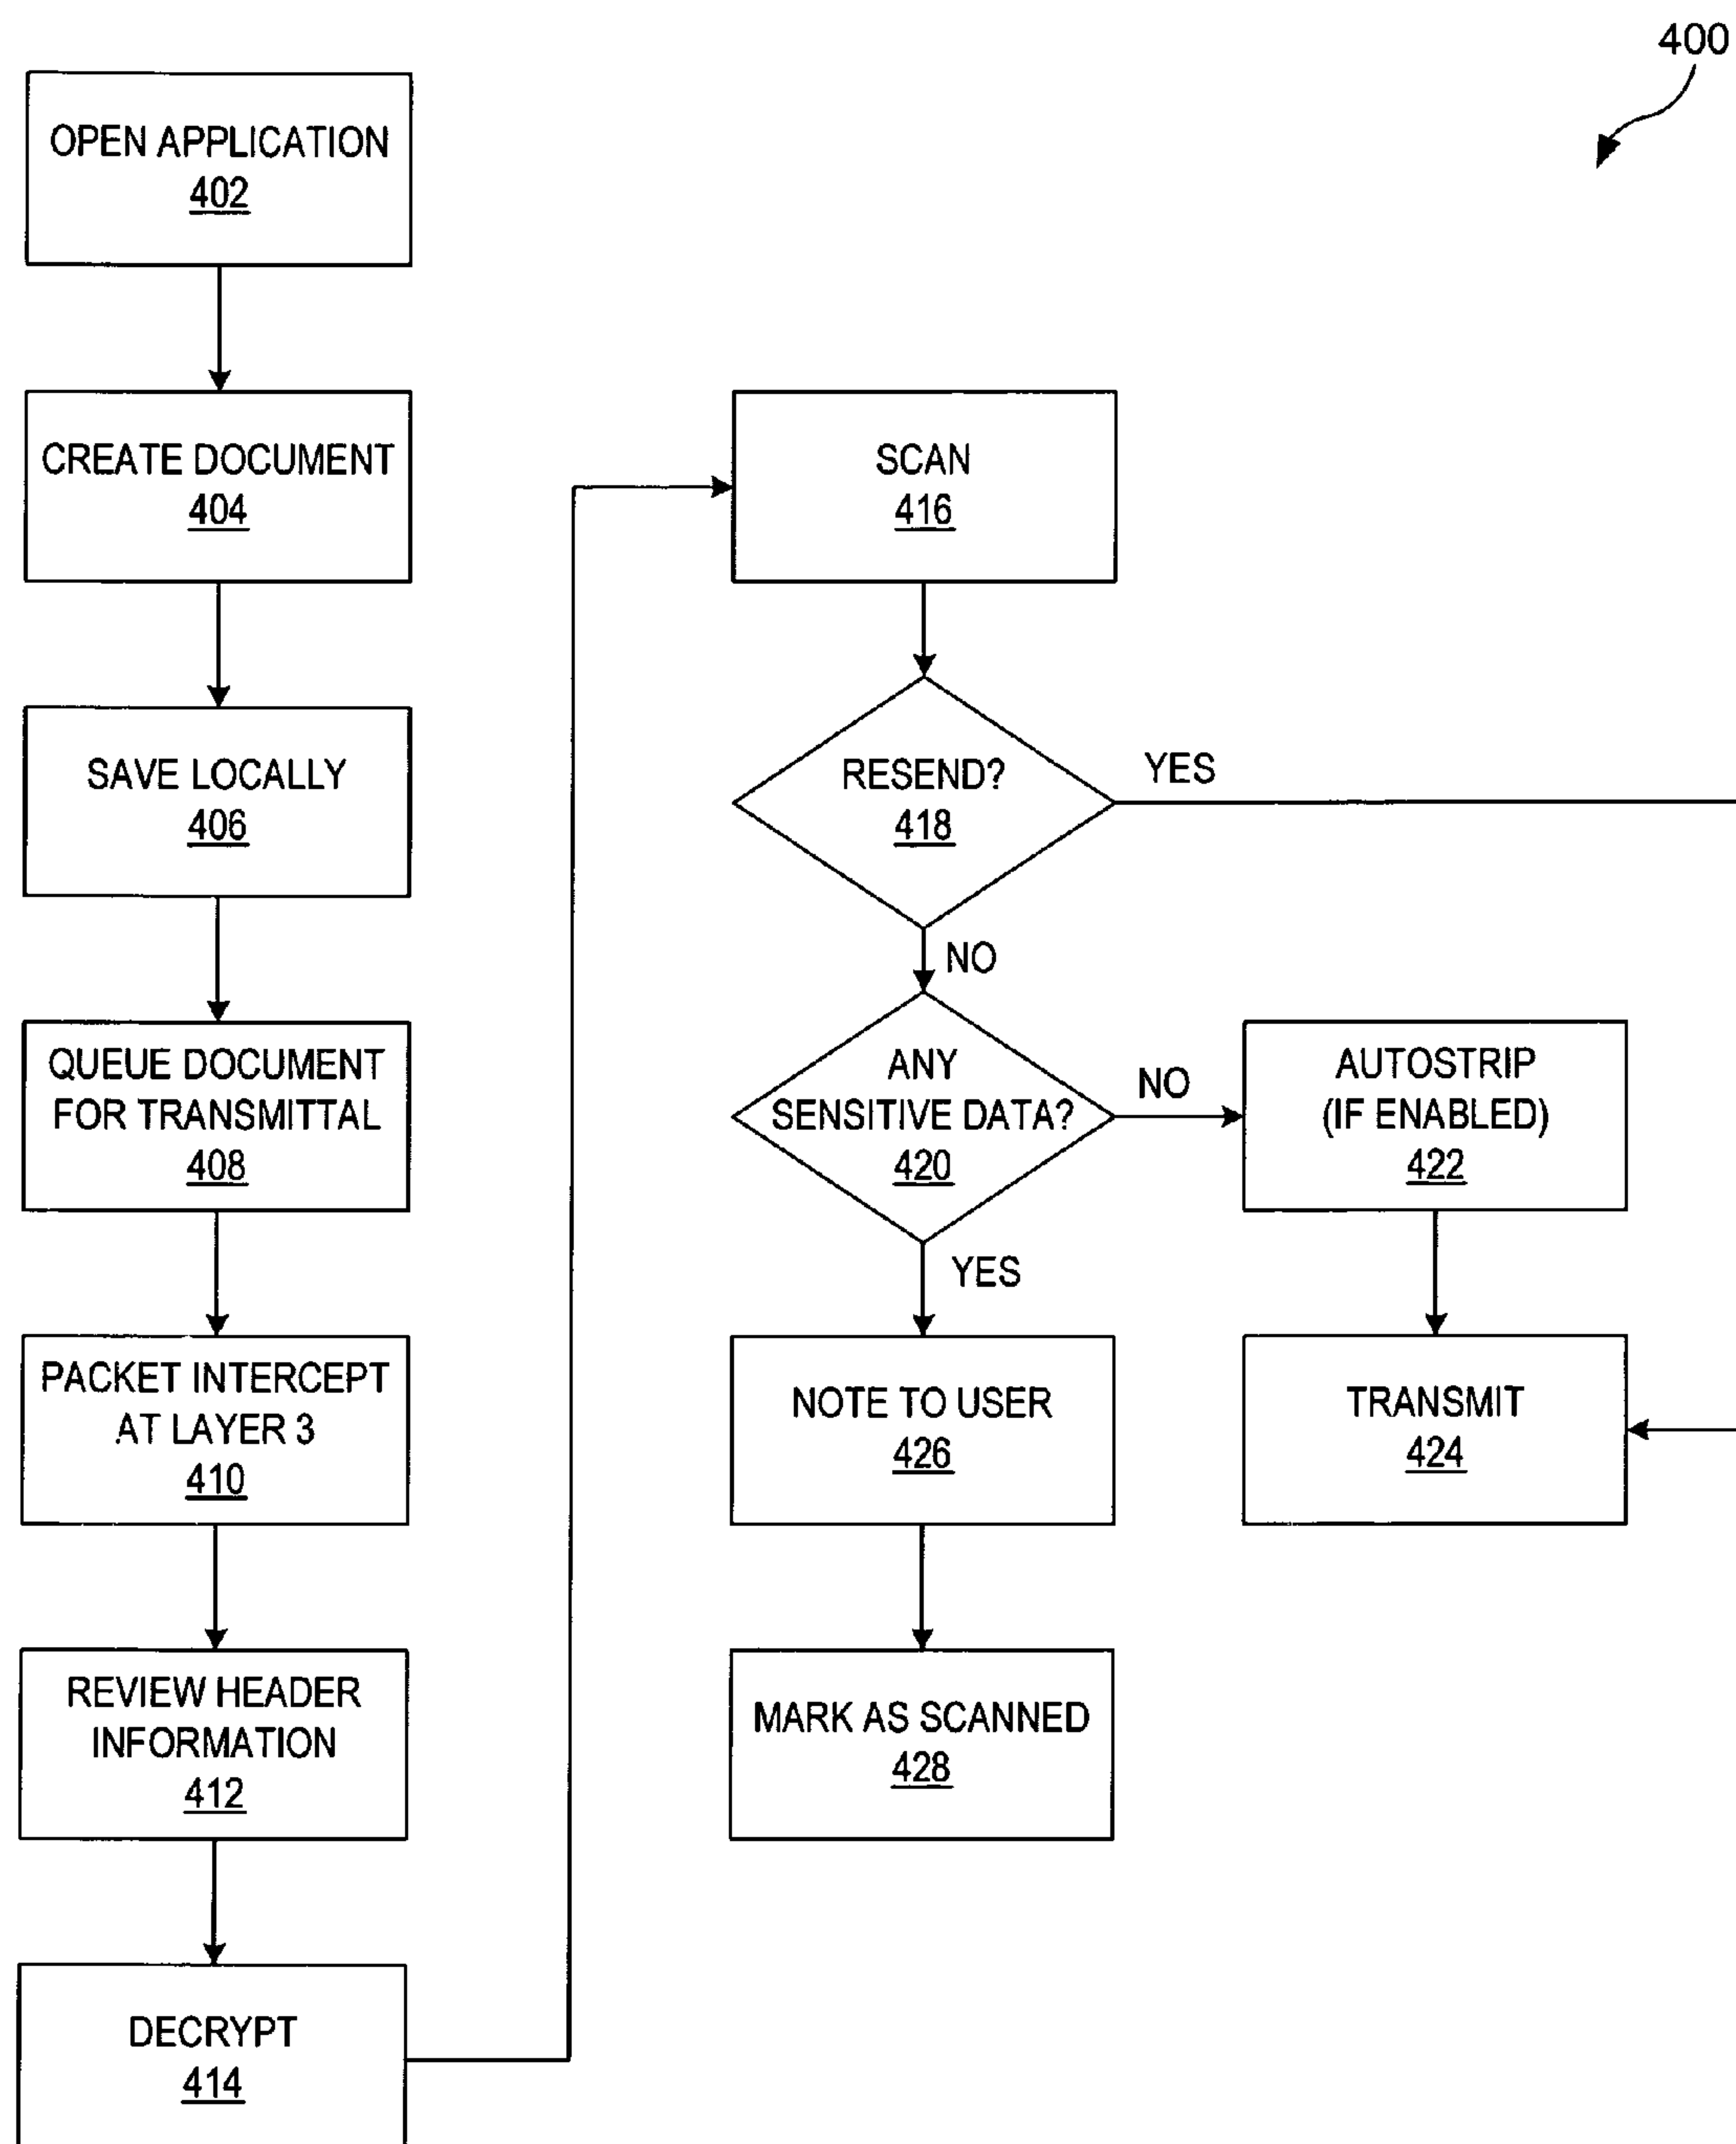 400
OPEN APPLICATION
402
CREATE DOCUMENT
404
SAVE LOCALLY
406
QUEUE DOCUMENT
FOR TRANSMITTAL
408
PACKET INTERCEPT
AT LAYER 3
410
REVIEW HEADER
INFORMATION
412
DECRYPT
414
SCAN
416
RESEND?
418
YES
NO
ANY
SENSITIVE DATA?
420
NO
YES
AUTOSTRIP
(IF ENABLED)
422
TRANSMIT
424
NOTE TO USER
426
MARK AS SCANNED
428